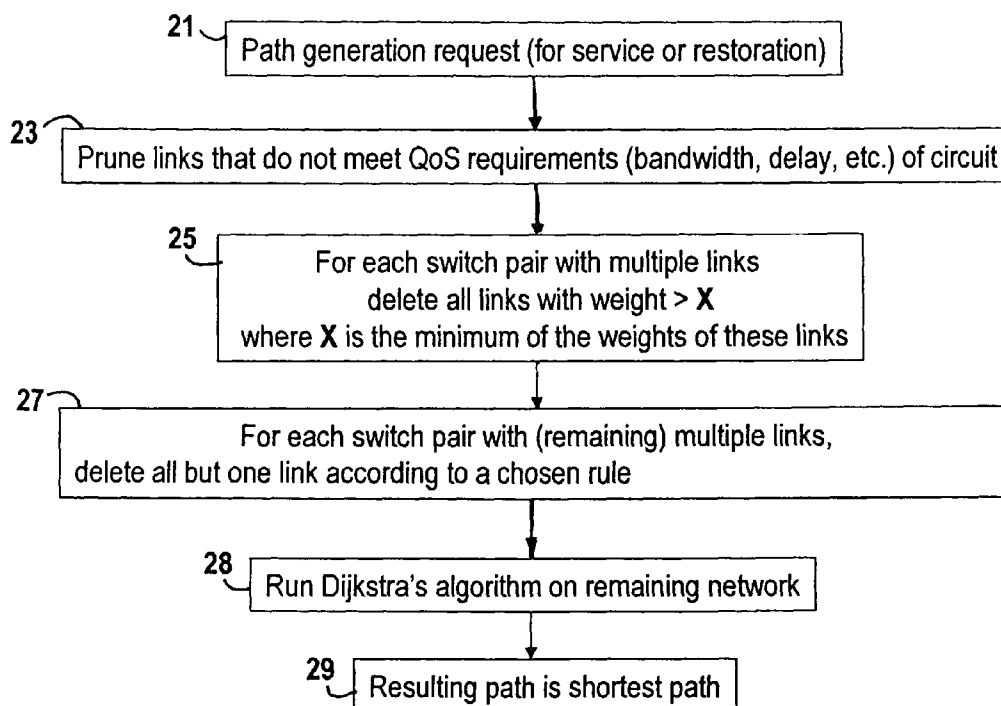 21
Path generation request (for service or restoration)
23
Prune links that do not meet QoS requirements (bandwidth, delay, etc.) of circuit
25
For each switch pair with multiple links
delete all links with weight > X
where X is the minimum of the weights of these links
27
For each switch pair with (remaining) multiple links,
delete all but one link according to a chosen rule
28
Run Dijkstra's algorithm on remaining network
29
Resulting path is shortest path